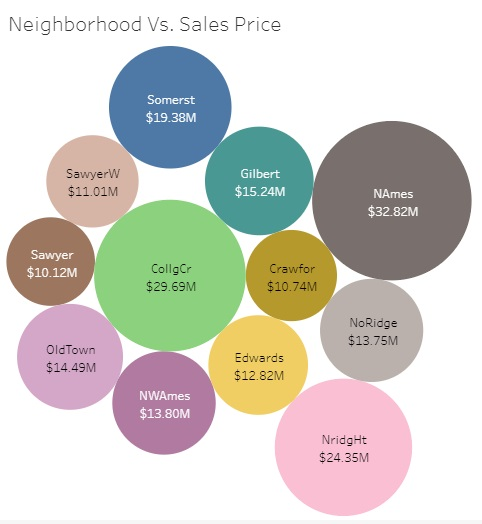 Neighborhood Vs. Sales Price
Somerst
$19.38M
SawyerW
$11.01M
Gilbert
$15.24M
NAmes
$32.82M
Sawyer
$10.12M
CollgCr
$29.69M
Crawfor
$10.74M
NoRidge
$13.75M
OldTown
$14.49M
Edwards
$12.82M
NWAmes
$13.80M
NridgHt
$24.35M